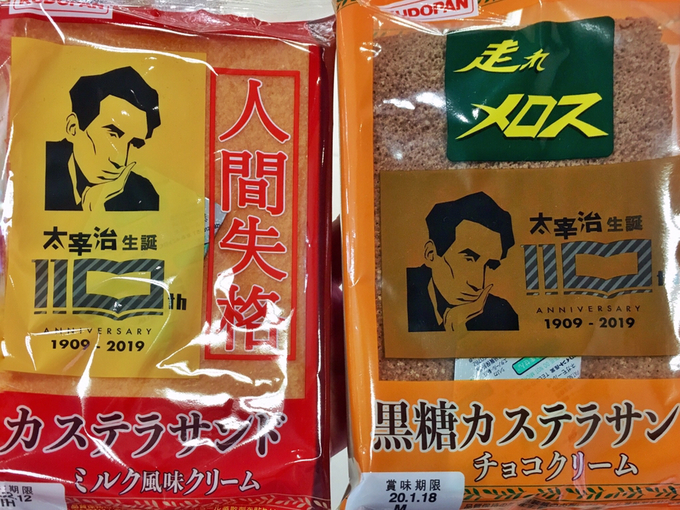 人間失格
太宰治 生誕
110th
ANNIVERSARY
1909 - 2019
カステラサンド
ミルク風味クリーム
KUDOPAN
走れ
メロス
太宰治 生誕
110th
ANNIVERSARY
1909 - 2019
黒糖カステラサン
チョコクリーム
賞味期限
20.1.18
M